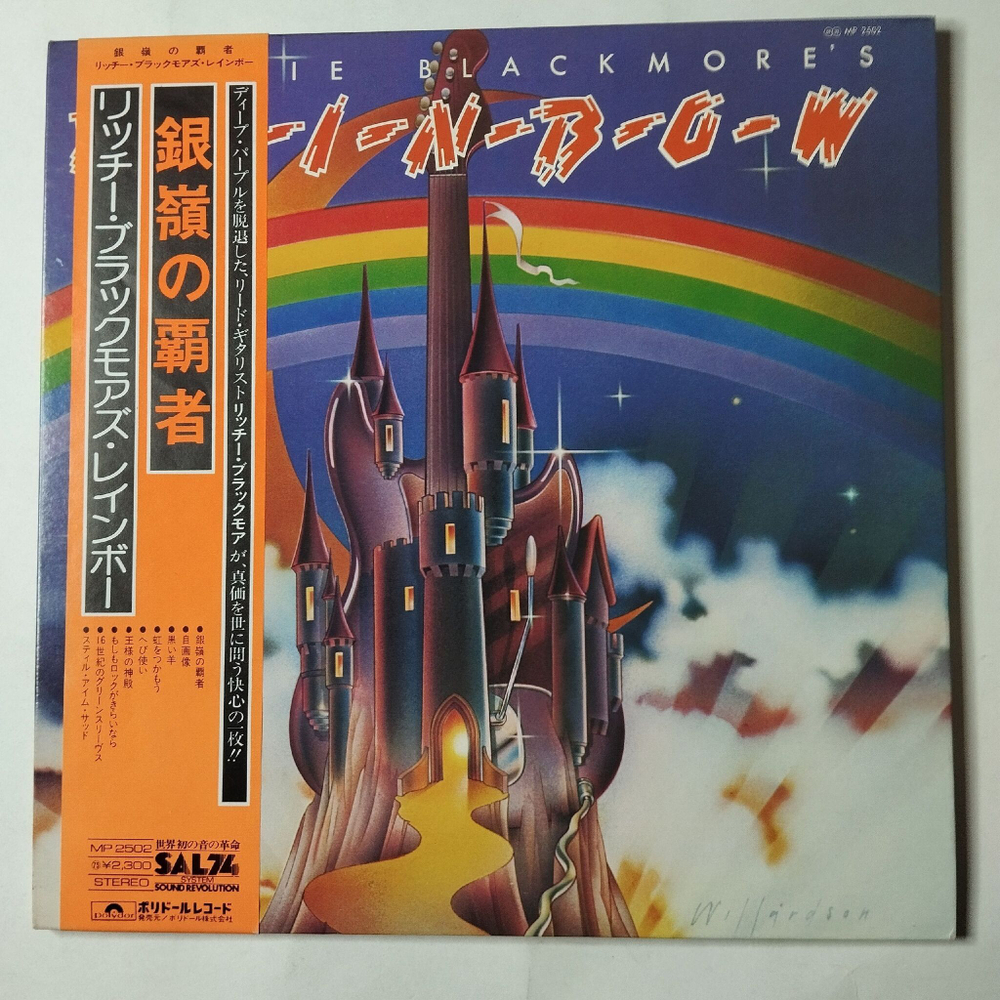 銀嶺の覇者
リッチー・ブラックモアズ・レインボー
IE BLACKMORE'S
MP 2502
I-N-B-O-W
ディープ・パープルを脱退した、リード・ギタリスト リッチー・ブラックモア が、真価を世に問う快心の一枚!!
銀嶺の覇者
リッチー・ブラックモアズ・レインボー
●銀嶺の覇者
●自画像
●黒い羊
●虹をつかもう
●へび使い
●王様の神殿
●もしもロックがきらいなら
●16世紀のグリーンスリーヴス
●スティル・アイム・サッド
MP 2502
¥2,300
STEREO
世界初の音の革命
SAL74
SYSTEM
SOUND REVOLUTION
polydor
ポリドールレコード
発売元/ポリドール株式会社
Willardson